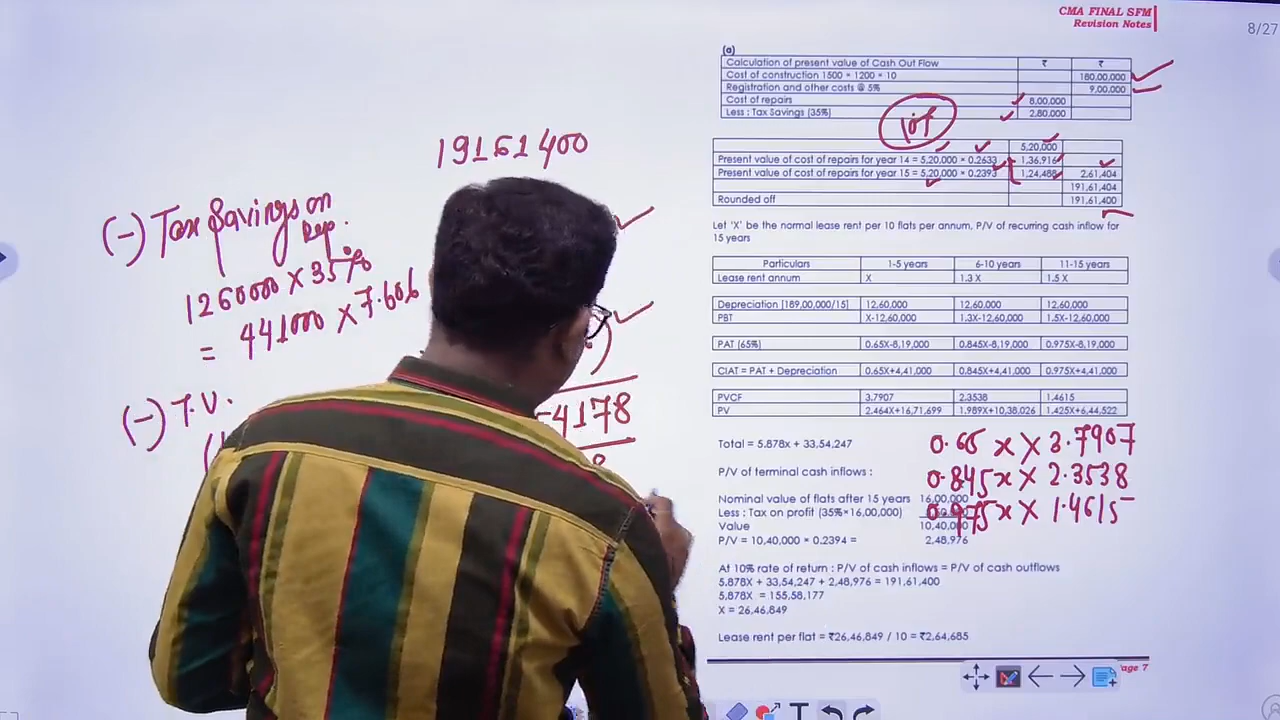 CMA FINAL SFM
Revision Notes
8/27
(a)
Calculation of present value of Cash Out Flow ₹ ₹
Cost of construction 1500 × 1200 × 10 180,00,000
Registration and other costs @ 5% 9,00,000
Cost of repairs 8,00,000
Less : Tax Savings (35%) 2,80,000
5,20,000
Present value of cost of repairs for year 14 = 5,20,000 × 0.2633 1,36,916
Present value of cost of repairs for year 15 = 5,20,000 × 0.2393 1,24,488 2,61,404
191,61,404
Rounded off 191,61,400
Let 'X' be the normal lease rent per 10 flats per annum, P/V of recurring cash inflow for
15 years
Particulars 1-5 years 6-10 years 11-15 years
Lease rent annum X 1.3 X 1.5 X
Depreciation [189,00,000/15] 12,60,000 12,60,000 12,60,000
PBT X-12,60,000 1.3X-12,60,000 1.5X-12,60,000
PAT (65%) 0.65X-8,19,000 0.845X-8,19,000 0.975X-8,19,000
CIAT = PAT + Depreciation 0.65X+4,41,000 0.845X+4,41,000 0.975X+4,41,000
PVCF 3.7907 2.3538 1.4615
PV 2.464X+16,71,699 1.989X+10,38,026 1.425X+6,44,522
Total = 5.878x + 33,54,247
P/V of terminal cash inflows :
Nominal value of flats after 15 years 16,00,000
Less : Tax on profit (35%*16,00,000)
Value 10,40,000
P/V = 10,40,000 × 0.2394 = 2,48,976
At 10% rate of return : P/V of cash inflows = P/V of cash outflows
5.878X + 33,54,247 + 2,48,976 = 191,61,400
5.878X = 155,58,177
X = 26,46,849
Lease rent per flat = ₹26,46,849 / 10 = ₹2,64,685
0.65 x X 3.7907
0.845x X 2.3538
0.975x X 1.4615
19161400
(-) Tax Savings on
Rep.
1260000 X 35%
= 441000 X 7.606
(-) T.V.
4178